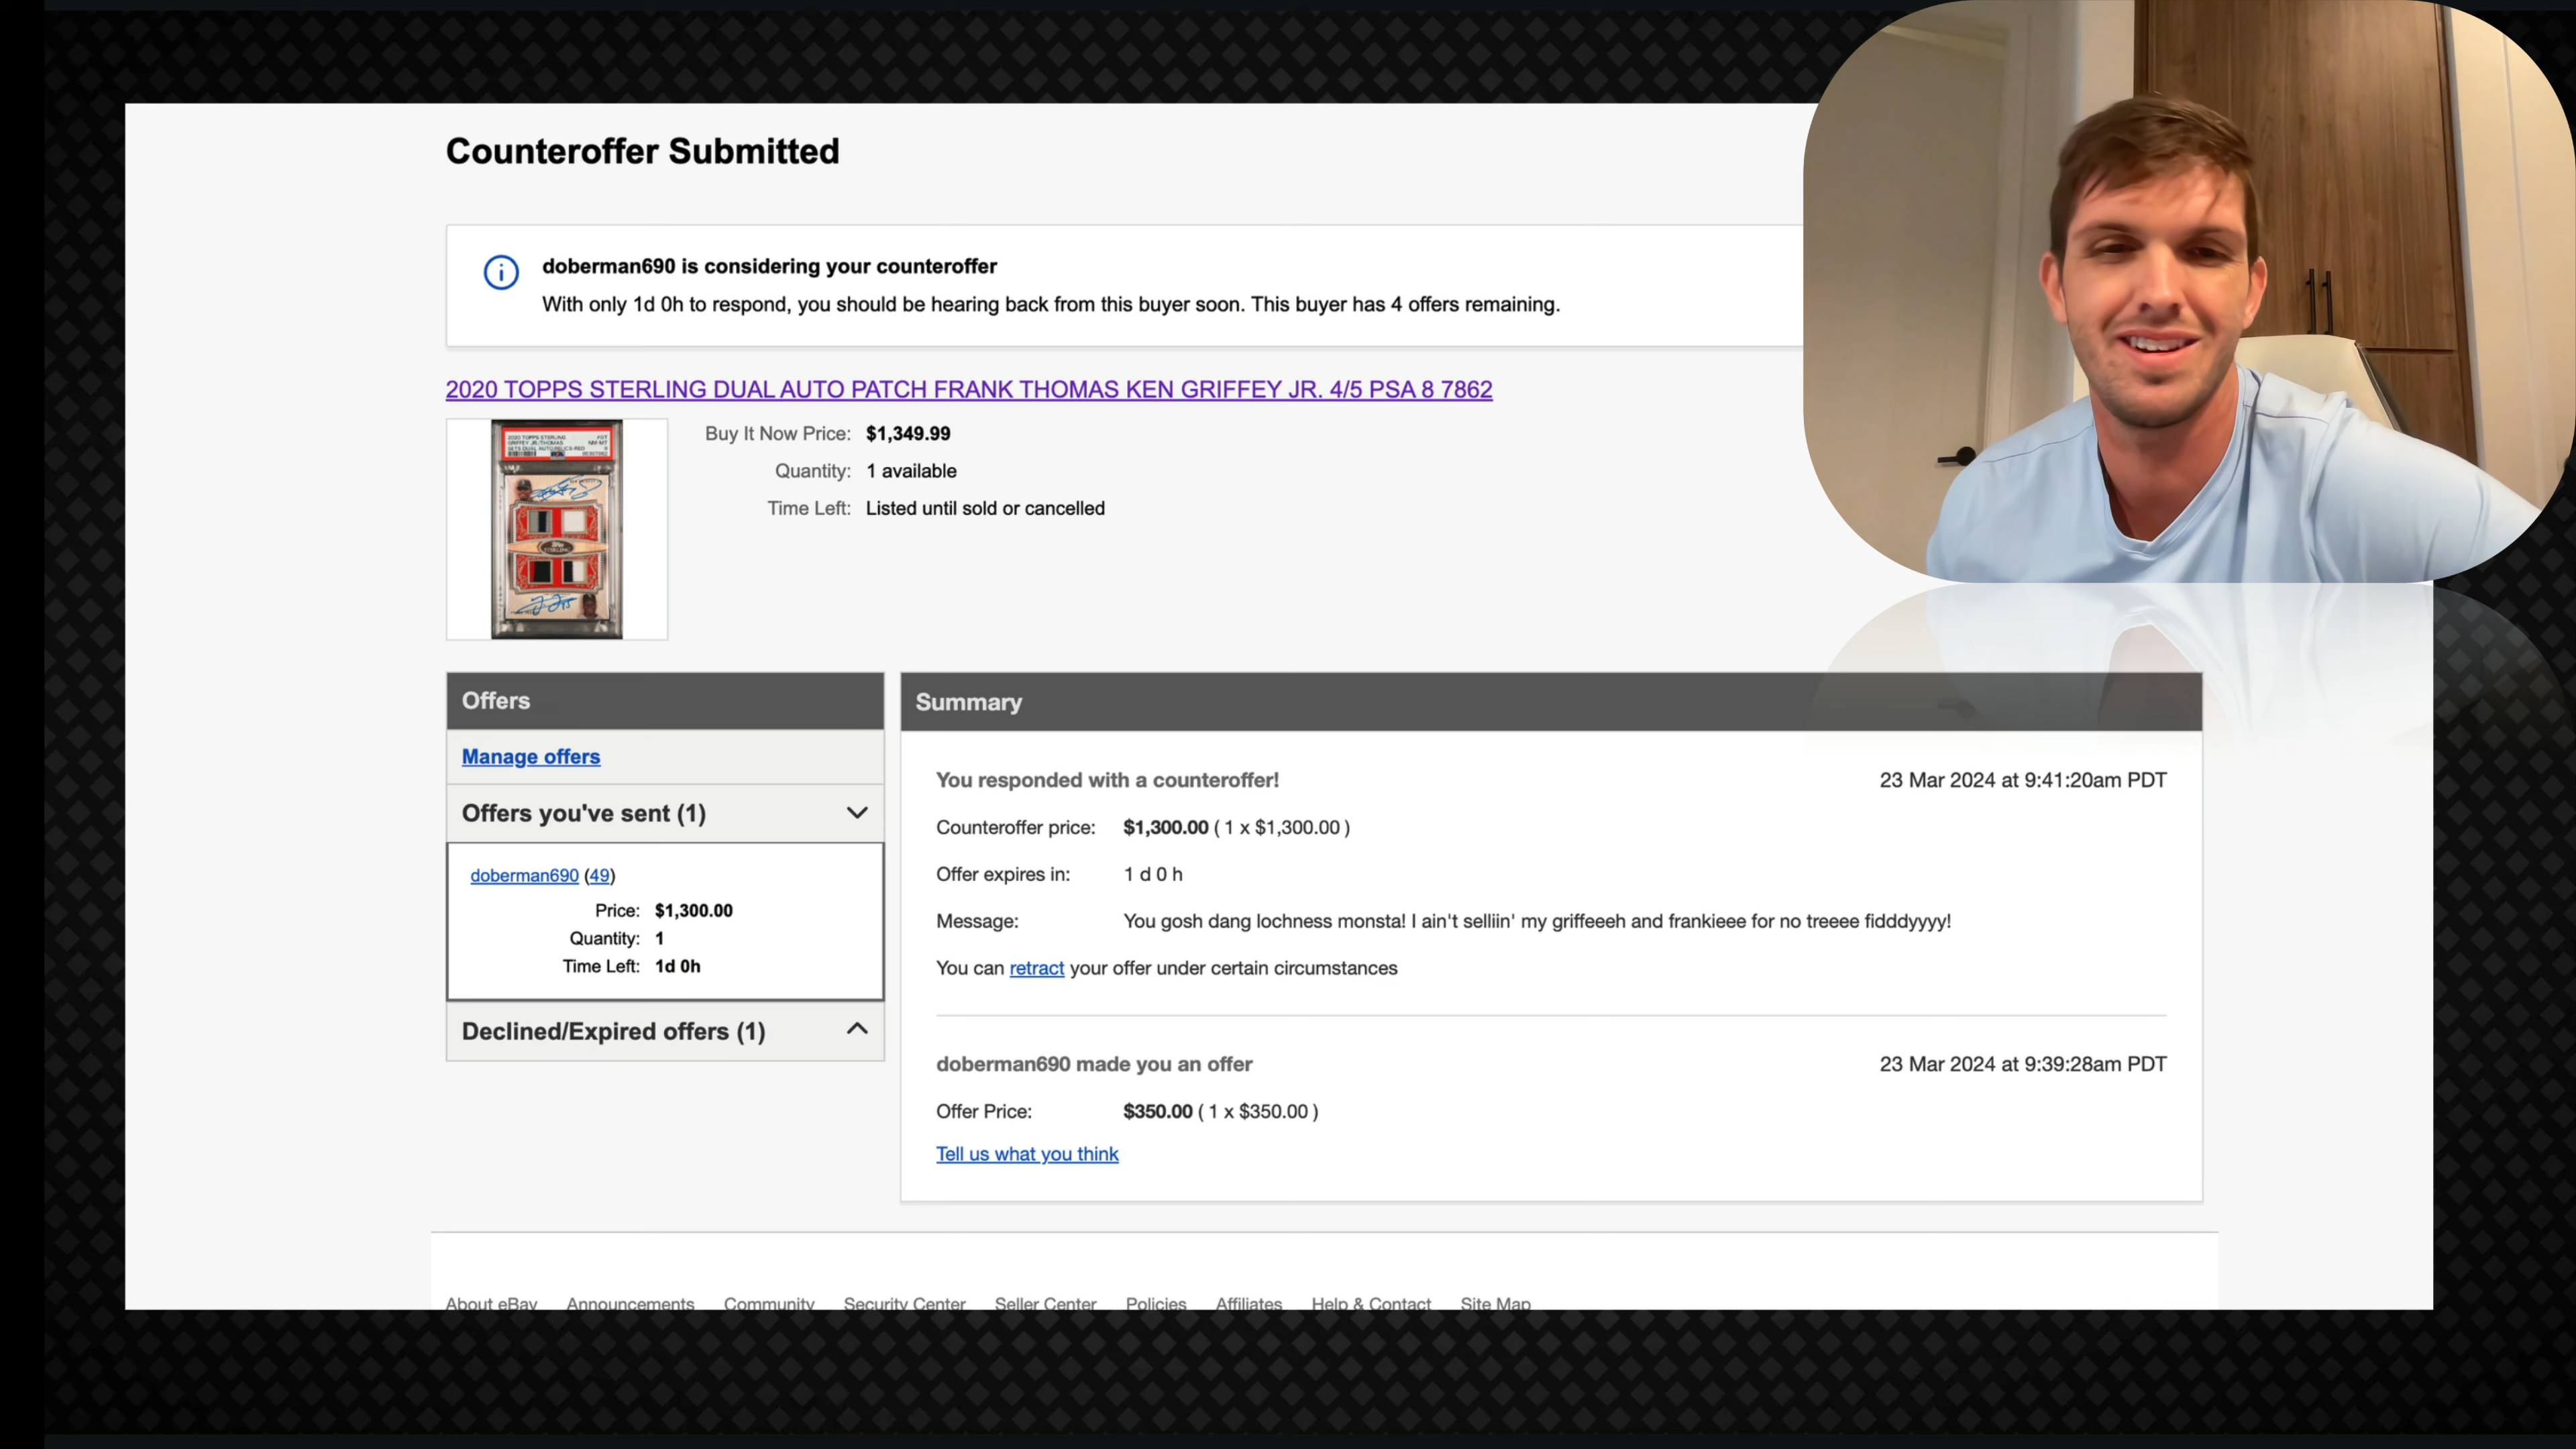 Counteroffer Submitted
doberman690 is considering your counteroffer
With only 1d 0h to respond, you should be hearing back from this buyer soon. This buyer has 4 offers remaining.
2020 TOPPS STERLING DUAL AUTO PATCH FRANK THOMAS KEN GRIFFEY JR. 4/5 PSA 8 7862
2020 TOPPS STERLING
GRIFFEY JR./THOMAS
NM-MT
8
Buy It Now Price: $1,349.99
Quantity: 1 available
Time Left: Listed until sold or cancelled
Offers
Manage offers
Offers you've sent (1)
doberman690 (49)
Price: $1,300.00
Quantity: 1
Time Left: 1d 0h
Declined/Expired offers (1)
Summary
You responded with a counteroffer! 23 Mar 2024 at 9:41:20am PDT
Counteroffer price: $1,300.00 ( 1 x $1,300.00 )
Offer expires in: 1 d 0 h
Message: You gosh dang lochness monsta! I ain't selliin' my griffeeeh and frankieee for no treeee fidddyyyy!
You can retract your offer under certain circumstances
doberman690 made you an offer 23 Mar 2024 at 9:39:28am PDT
Offer Price: $350.00 ( 1 x $350.00 )
Tell us what you think
About eBay Announcements Community Security Center Seller Center Policies Affiliates Help & Contact Site Map